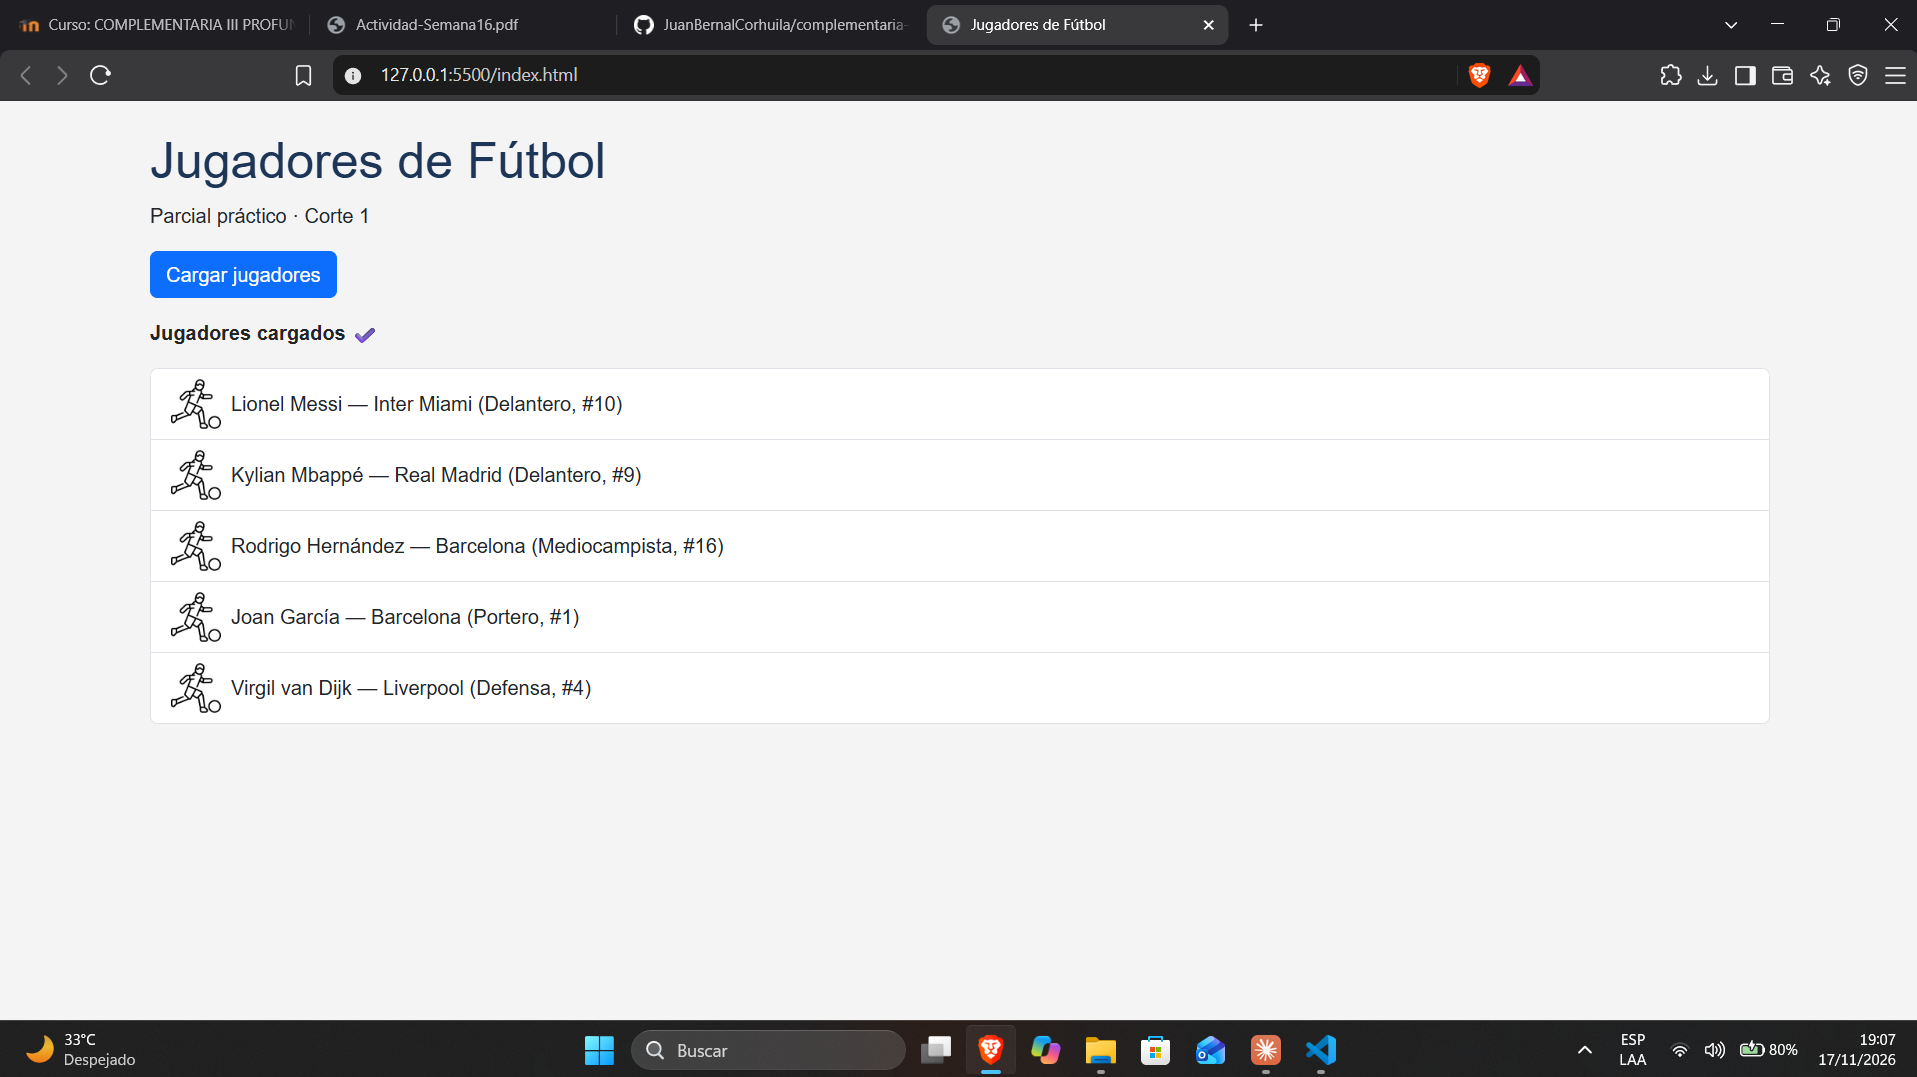 Curso: COMPLEMENTARIA III PROFUN
Actividad-Semana16.pdf
JuanBernalCorhuila/complementaria-
Jugadores de Fútbol
127.0.0.1:5500/index.html
Jugadores de Fútbol
Parcial práctico · Corte 1
Cargar jugadores
Jugadores cargados ✔
Lionel Messi — Inter Miami (Delantero, #10)
Kylian Mbappé — Real Madrid (Delantero, #9)
Rodrigo Hernández — Barcelona (Mediocampista, #16)
Joan García — Barcelona (Portero, #1)
Virgil van Dijk — Liverpool (Defensa, #4)
33°C
Despejado
Buscar
ESP
LAA
80%
19:07
17/11/2026